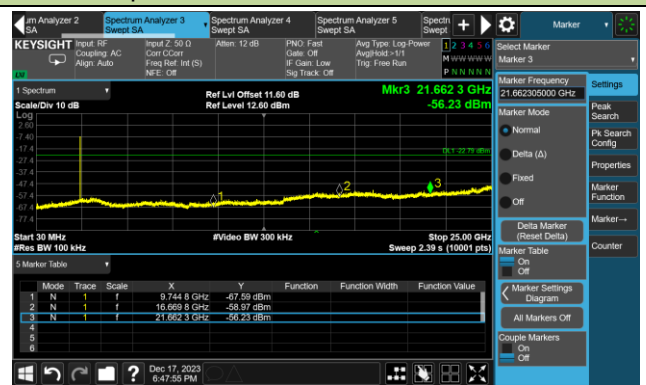 um Analyzer 2
SA
Spectrum Analyzer 3
Swept SA
Spectrum Analyzer 4
Swept SA
Spectrum Analyzer 5
Swept SA
Spectn
Swept
Marker
KEYSIGHT
LV
Input: RF
Coupling: AC
Align: Auto
Input Z: 50 Ω
Corr CCorr
Freq Ref: Int (S)
NFE: Off
Atten: 12 dB
PNO: Fast
Gate: Off
IF Gain: Low
Sig Track: Off
Avg Type: Log-Power
Avg|Hold:>1/1
Trig: Free Run
1 2 3 4 5 6
M W W W W W
P N N N N N
Select Marker
Marker 3
1 Spectrum
Scale/Div 10 dB
Ref Lvl Offset 11.60 dB
Ref Level 12.60 dBm
Mkr3 21.662 3 GHz
-56.23 dBm
Log
2.60
-7.40
-17.4
-27.4
-37.4
-47.4
-57.4
-67.4
-77.4
DL1 -22.79 dBm
1
2
3
Start 30 MHz
#Res BW 100 kHz
#Video BW 300 kHz
Stop 25.00 GHz
Sweep 2.39 s (10001 pts)
5 Marker Table
Mode Trace Scale X Y Function Function Width Function Value
1 N 1 f 9.744 8 GHz -67.59 dBm
2 N 1 f 16.669 8 GHz -58.97 dBm
3 N 1 f 21.662 3 GHz -56.23 dBm
4
5
6
Marker Frequency
21.662305000 GHz
Marker Mode
Normal
Delta (Δ)
Fixed
Off
Delta Marker
(Reset Delta)
Marker Table
On
Off
Marker Settings
Diagram
All Markers Off
Couple Markers
On
Off
Settings
Peak
Search
Pk Search
Config
Properties
Marker
Function
Marker→
Counter
?
Dec 17, 2023
6:47:55 PM